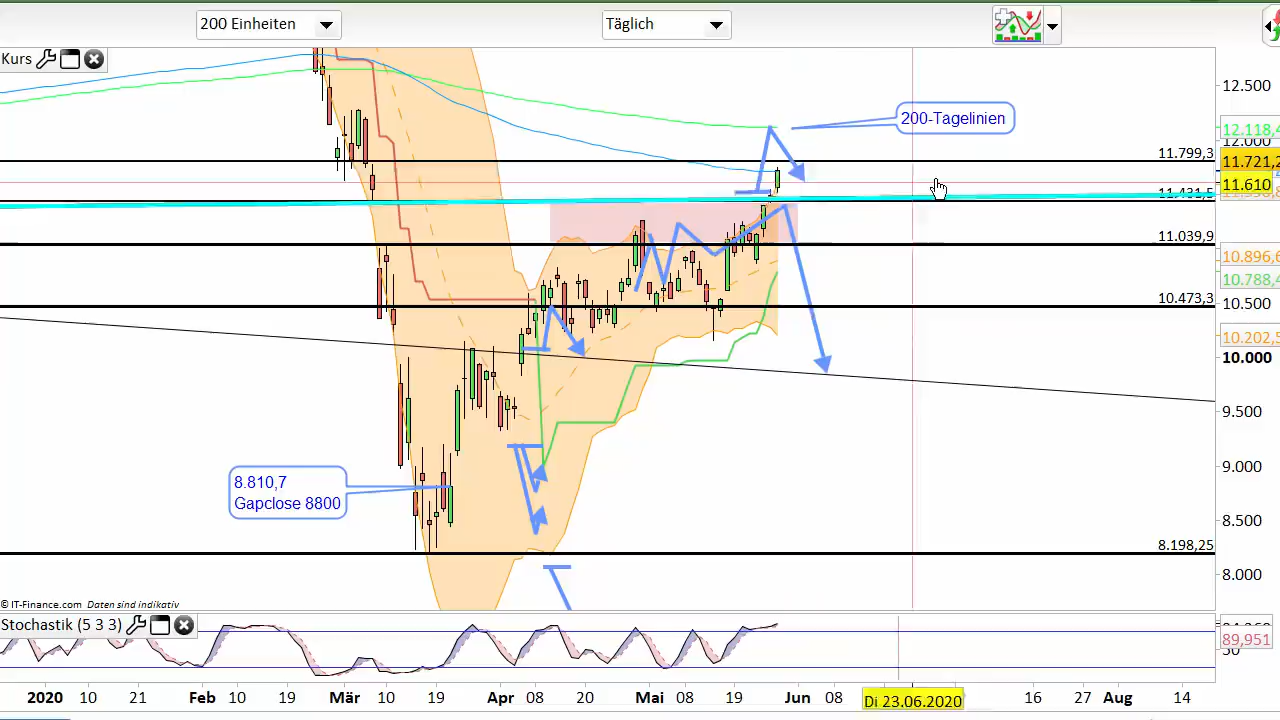 200 Einheiten
Täglich
Kurs
200-Tagelinien
8.810,7
Gapclose 8800
11.799,3
11.431,5
11.039,9
10.473,3
8.198,25
12.500
12.118,4
12.000
11.721,2
11.610
10.896,6
10.788,4
10.500
10.202,5
10.000
9.500
9.000
8.500
8.000
© IT-Finance.com Daten sind indikativ
Stochastik (5 3 3)
89,951
50
2020 10 21 Feb 10 19 Mär 10 19 Apr 08 20 Mai 08 19 Jun 08 Di 23.06.2020 16 27 Aug 14